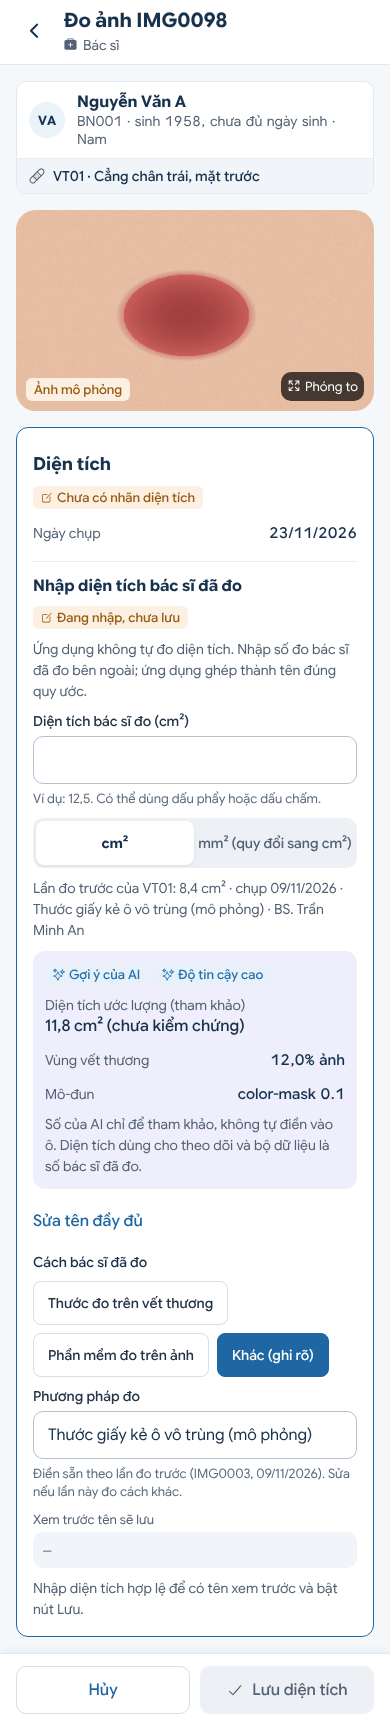 Đo ảnh IMG0098
Bác sĩ
VA
Nguyễn Văn A
BN001 · sinh 1958, chưa đủ ngày sinh ·
Nam
VT01 · Cẳng chân trái, mặt trước
Ảnh mô phỏng
Phóng to
Diện tích
Chưa có nhãn diện tích
Ngày chụp 23/11/2026
Nhập diện tích bác sĩ đã đo
Đang nhập, chưa lưu
Ứng dụng không tự đo diện tích. Nhập số đo bác sĩ
đã đo bên ngoài; ứng dụng ghép thành tên đúng
quy ước.
Diện tích bác sĩ đo (cm²)
Ví dụ: 12,5. Có thể dùng dấu phẩy hoặc dấu chấm.
cm² mm² (quy đổi sang cm²)
Lần đo trước của VT01: 8,4 cm² · chụp 09/11/2026 ·
Thước giấy kẻ ô vô trùng (mô phỏng) · BS. Trần
Minh An
Gợi ý của AI Độ tin cậy cao
Diện tích ước lượng (tham khảo)
11,8 cm² (chưa kiểm chứng)
Vùng vết thương 12,0% ảnh
Mô-đun color-mask 0.1
Số của AI chỉ để tham khảo, không tự điền vào
ô. Diện tích dùng cho theo dõi và bộ dữ liệu là
số bác sĩ đã đo.
Sửa tên đầy đủ
Cách bác sĩ đã đo
Thước đo trên vết thương
Phần mềm đo trên ảnh Khác (ghi rõ)
Phương pháp đo
Thước giấy kẻ ô vô trùng (mô phỏng)
Điền sẵn theo lần đo trước (IMG0003, 09/11/2026). Sửa
nếu lần này đo cách khác.
Xem trước tên sẽ lưu
—
Nhập diện tích hợp lệ để có tên xem trước và bật
nút Lưu.
Hủy Lưu diện tích